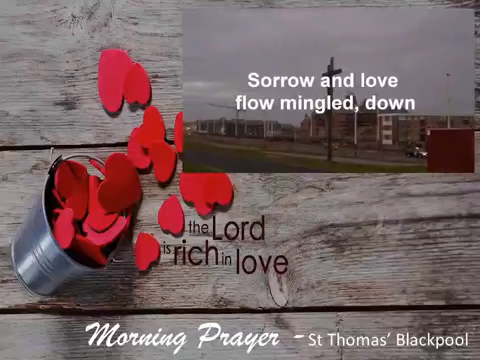 Sorrow and love
flow mingled, down
the Lord
is rich in love
Morning Prayer - St Thomas' Blackpool